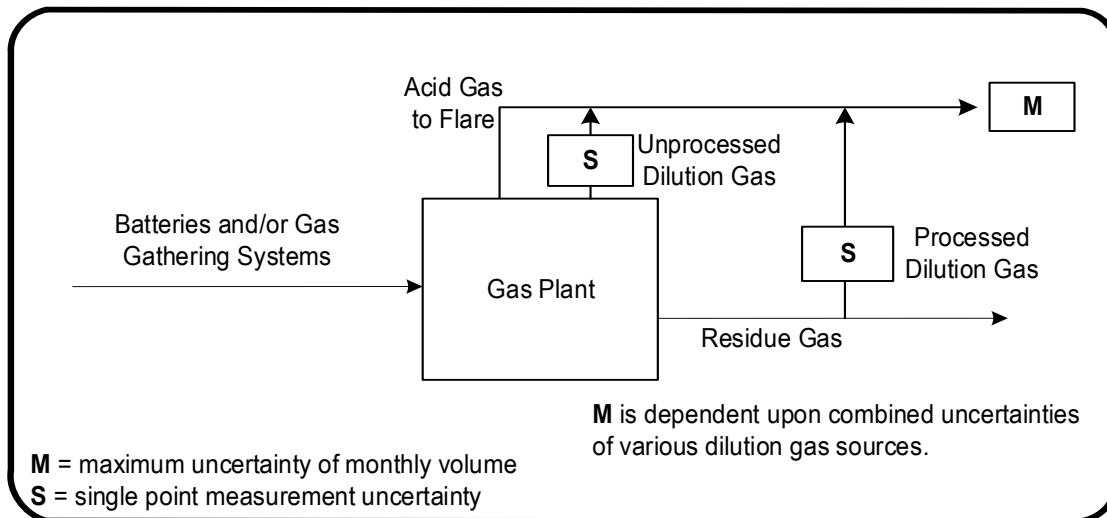 Acid Gas
to Flare
M
S
Unprocessed
Dilution Gas
Batteries and/or Gas
Gathering Systems
S
Processed
Dilution Gas
Gas Plant
Residue Gas
M is dependent upon combined uncertainties
of various dilution gas sources.
M = maximum uncertainty of monthly volume
S = single point measurement uncertainty